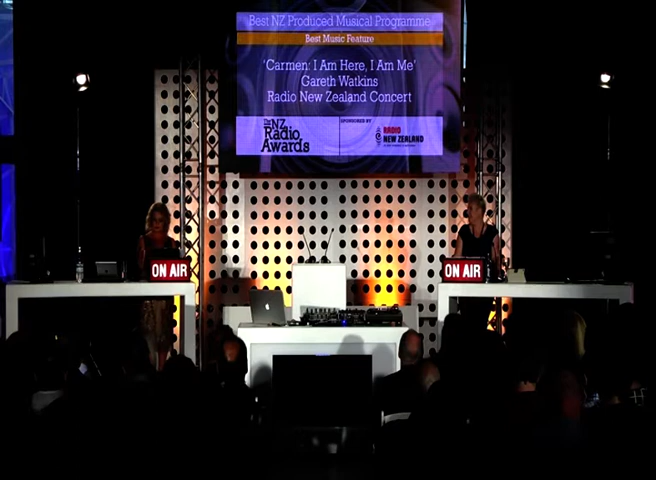 Best NZ Produced Musical Programme
Best Music Feature
'Carmen: I Am Here, I Am Me'
Gareth Watkins
Radio New Zealand Concert
The
NZ
Radio
Awards
SPONSORED BY
RADIO
NEW ZEALAND
ON AIR
ON AIR